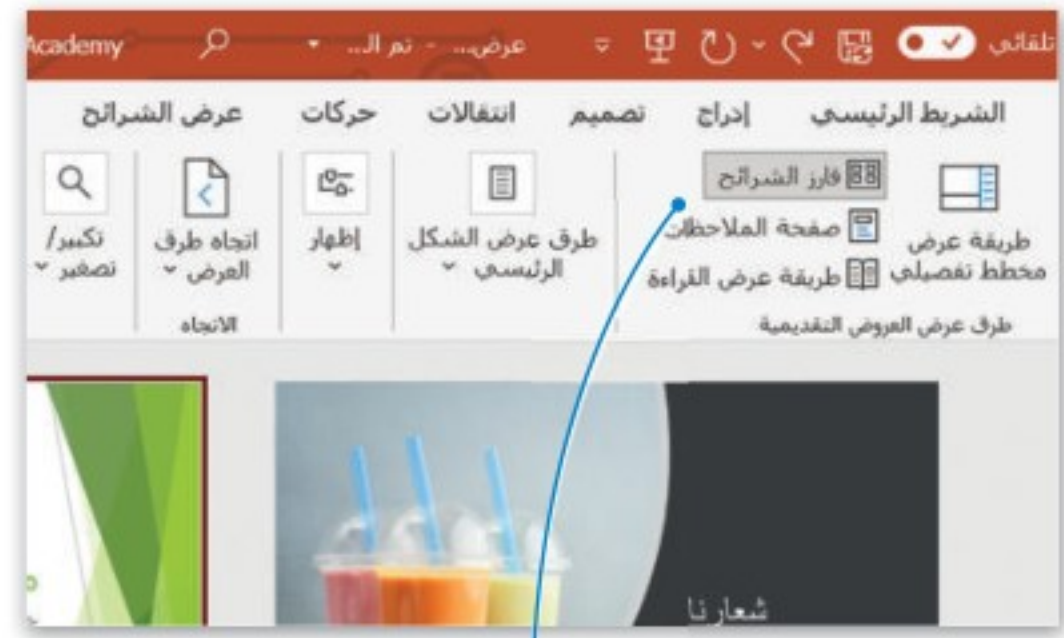 تلقائي عرض... - تم الـ... Academy
الشريط الرئيسي إدراج تصميم انتقالات حركات عرض الشرائح
طريقة عرض مخطط تفصيلي
فارز الشرائح
صفحة الملاحظات
طريقة عرض القراءة
طرق عرض العروض التقديمية
طرق عرض الشكل الرئيسي
إظهار
اتجاه طرق العرض
الاتجاه
تكبير/ تصغير
شعارنا